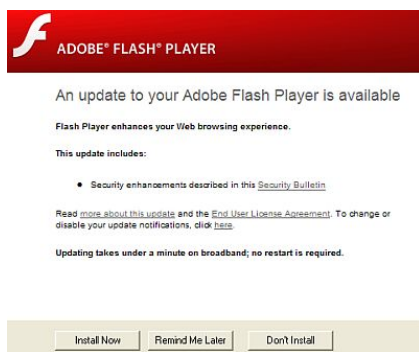 ADOBE® FLASH® PLAYER
An update to your Adobe Flash Player is available
Flash Player enhances your Web browsing experience.
This update includes:
• Security enhancements described in this Security Bulletin
Read more about this update and the End User License Agreement. To change or
disable your update notifications, click here.
Updating takes under a minute on broadband; no restart is required.
Install Now Remind Me Later Don't Install